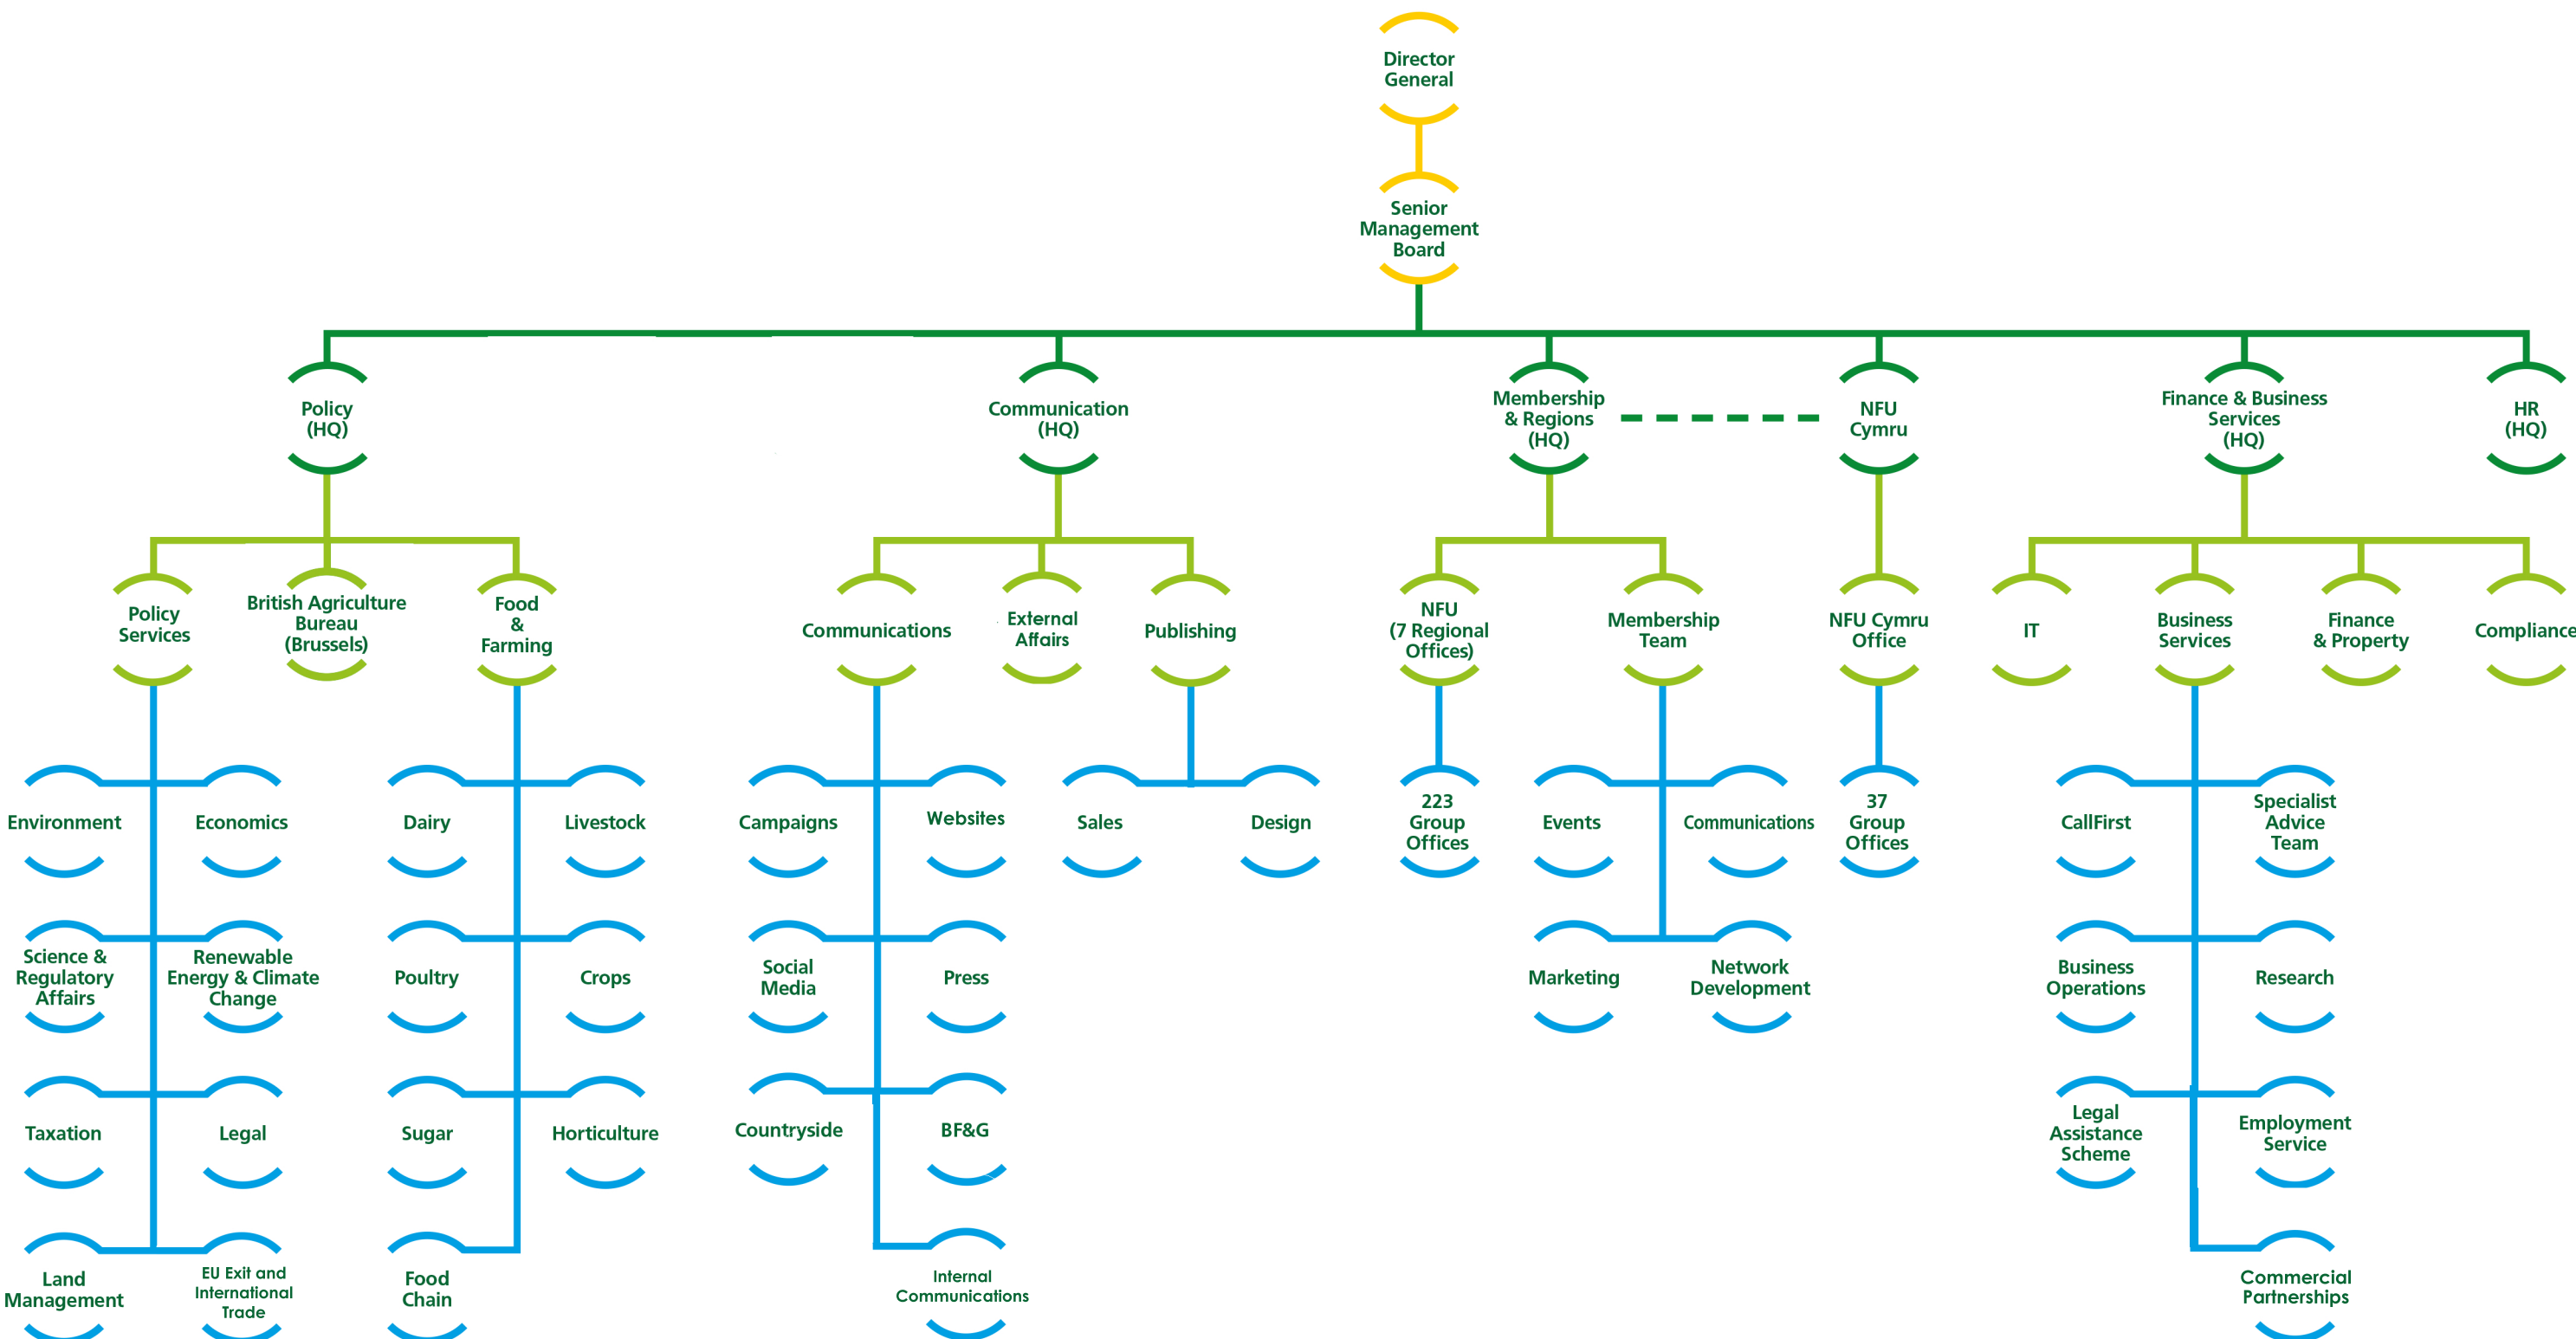 Director
General
Senior
Management
Board
Policy
(HQ)
Communication
(HQ)
Membership
& Regions
(HQ)
NFU
Cymru
Finance & Business
Services
(HQ)
HR
(HQ)
Policy
Services
British Agriculture
Bureau
(Brussels)
Food
&
Farming
Communications
External
Affairs
Publishing
NFU
(7 Regional
Offices)
Membership
Team
NFU Cymru
Office
IT
Business
Services
Finance
& Property
Compliance
Environment
Economics
Dairy
Livestock
Campaigns
Websites
Sales
Design
223
Group
Offices
Events
Communications
37
Group
Offices
CallFirst
Specialist
Advice
Team
Science &
Regulatory
Affairs
Renewable
Energy & Climate
Change
Poultry
Crops
Social
Media
Press
Marketing
Network
Development
Business
Operations
Research
Taxation
Legal
Sugar
Horticulture
Countryside
BF&G
Legal
Assistance
Scheme
Employment
Service
Land
Management
EU Exit and
International
Trade
Food
Chain
Internal
Communications
Commercial
Partnerships